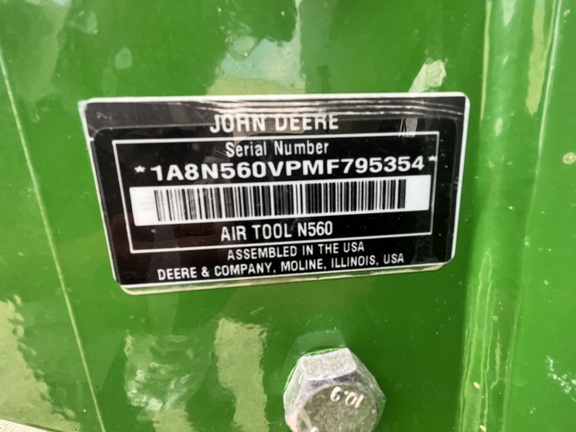 JOHN DEERE
Serial Number
*1A8N560VPMF795354*
AIR TOOL N560
ASSEMBLED IN THE USA
DEERE & COMPANY, MOLINE, ILLINOIS, USA
10.9